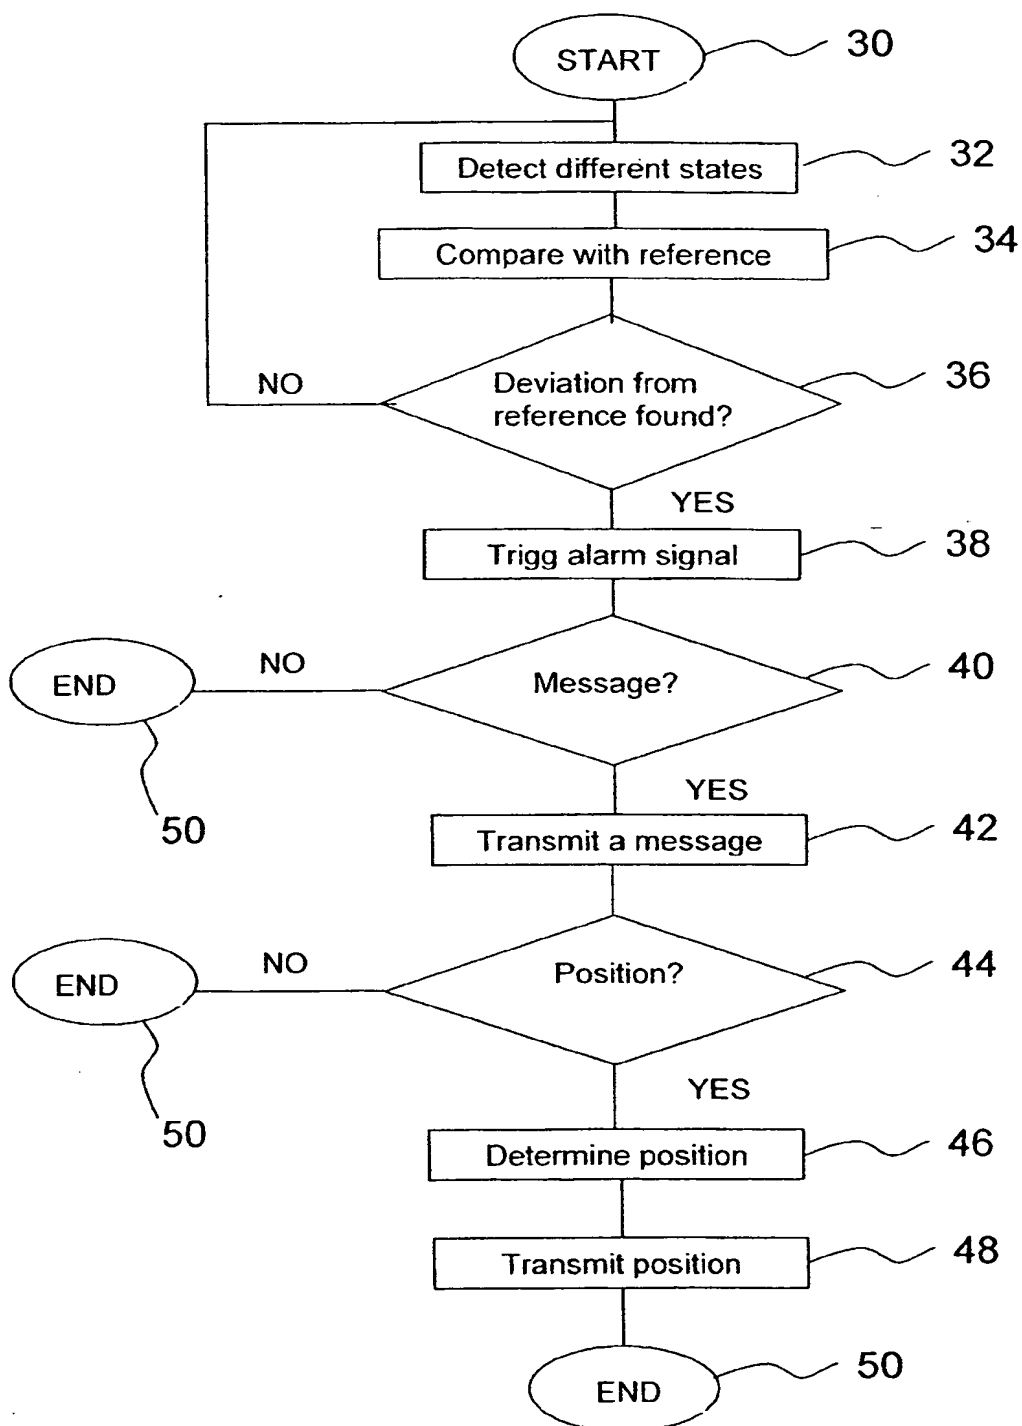 START
30
Detect different states
32
Compare with reference
34
Deviation from
reference found?
36
NO
YES
Trigg alarm signal
38
Message?
40
NO
END
50
YES
Transmit a message
42
Position?
44
NO
END
50
YES
Determine position
46
Transmit position
48
END
50